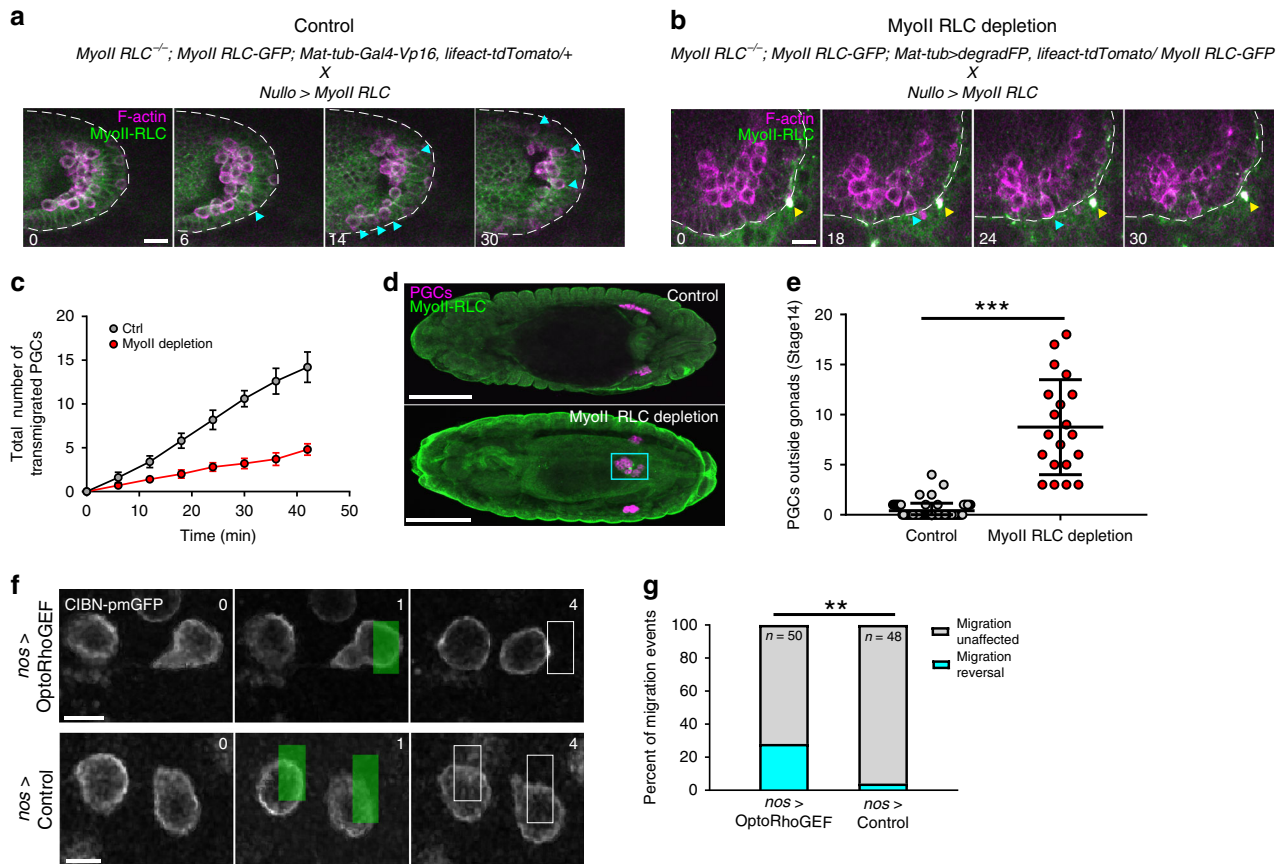 a
Control
MyoII RLC–/–; MyoII RLC-GFP; Mat-tub-Gal4-Vp16, lifeact-tdTomato/+
X
Nullo > MyoII RLC
F-actin
MyoII-RLC
0
6
14
30
b
MyoII RLC depletion
MyoII RLC–/–; MyoII RLC-GFP; Mat-tub>degradFP, lifeact-tdTomato/ MyoII RLC-GFP
X
Nullo > MyoII RLC
F-actin
MyoII-RLC
0
18
24
30
c
Total number of
transmigrated PGCs
20
15
10
5
0
Ctrl
MyoII depletion
0
10
20
30
40
50
Time (min)
d
PGCs
MyoII-RLC
Control
MyoII RLC depletion
e
PGCs outside gonads (Stage14)
20
15
10
5
0
***
Control
MyoII RLC depletion
f
nos >
OptoRhoGEF
CIBN-pmGFP
0
1
4
nos >
Control
0
1
4
g
Percent of migration events
100
80
60
40
20
0
**
n = 50
n = 48
Migration
unaffected
Migration
reversal
nos >
OptoRhoGEF
nos >
Control